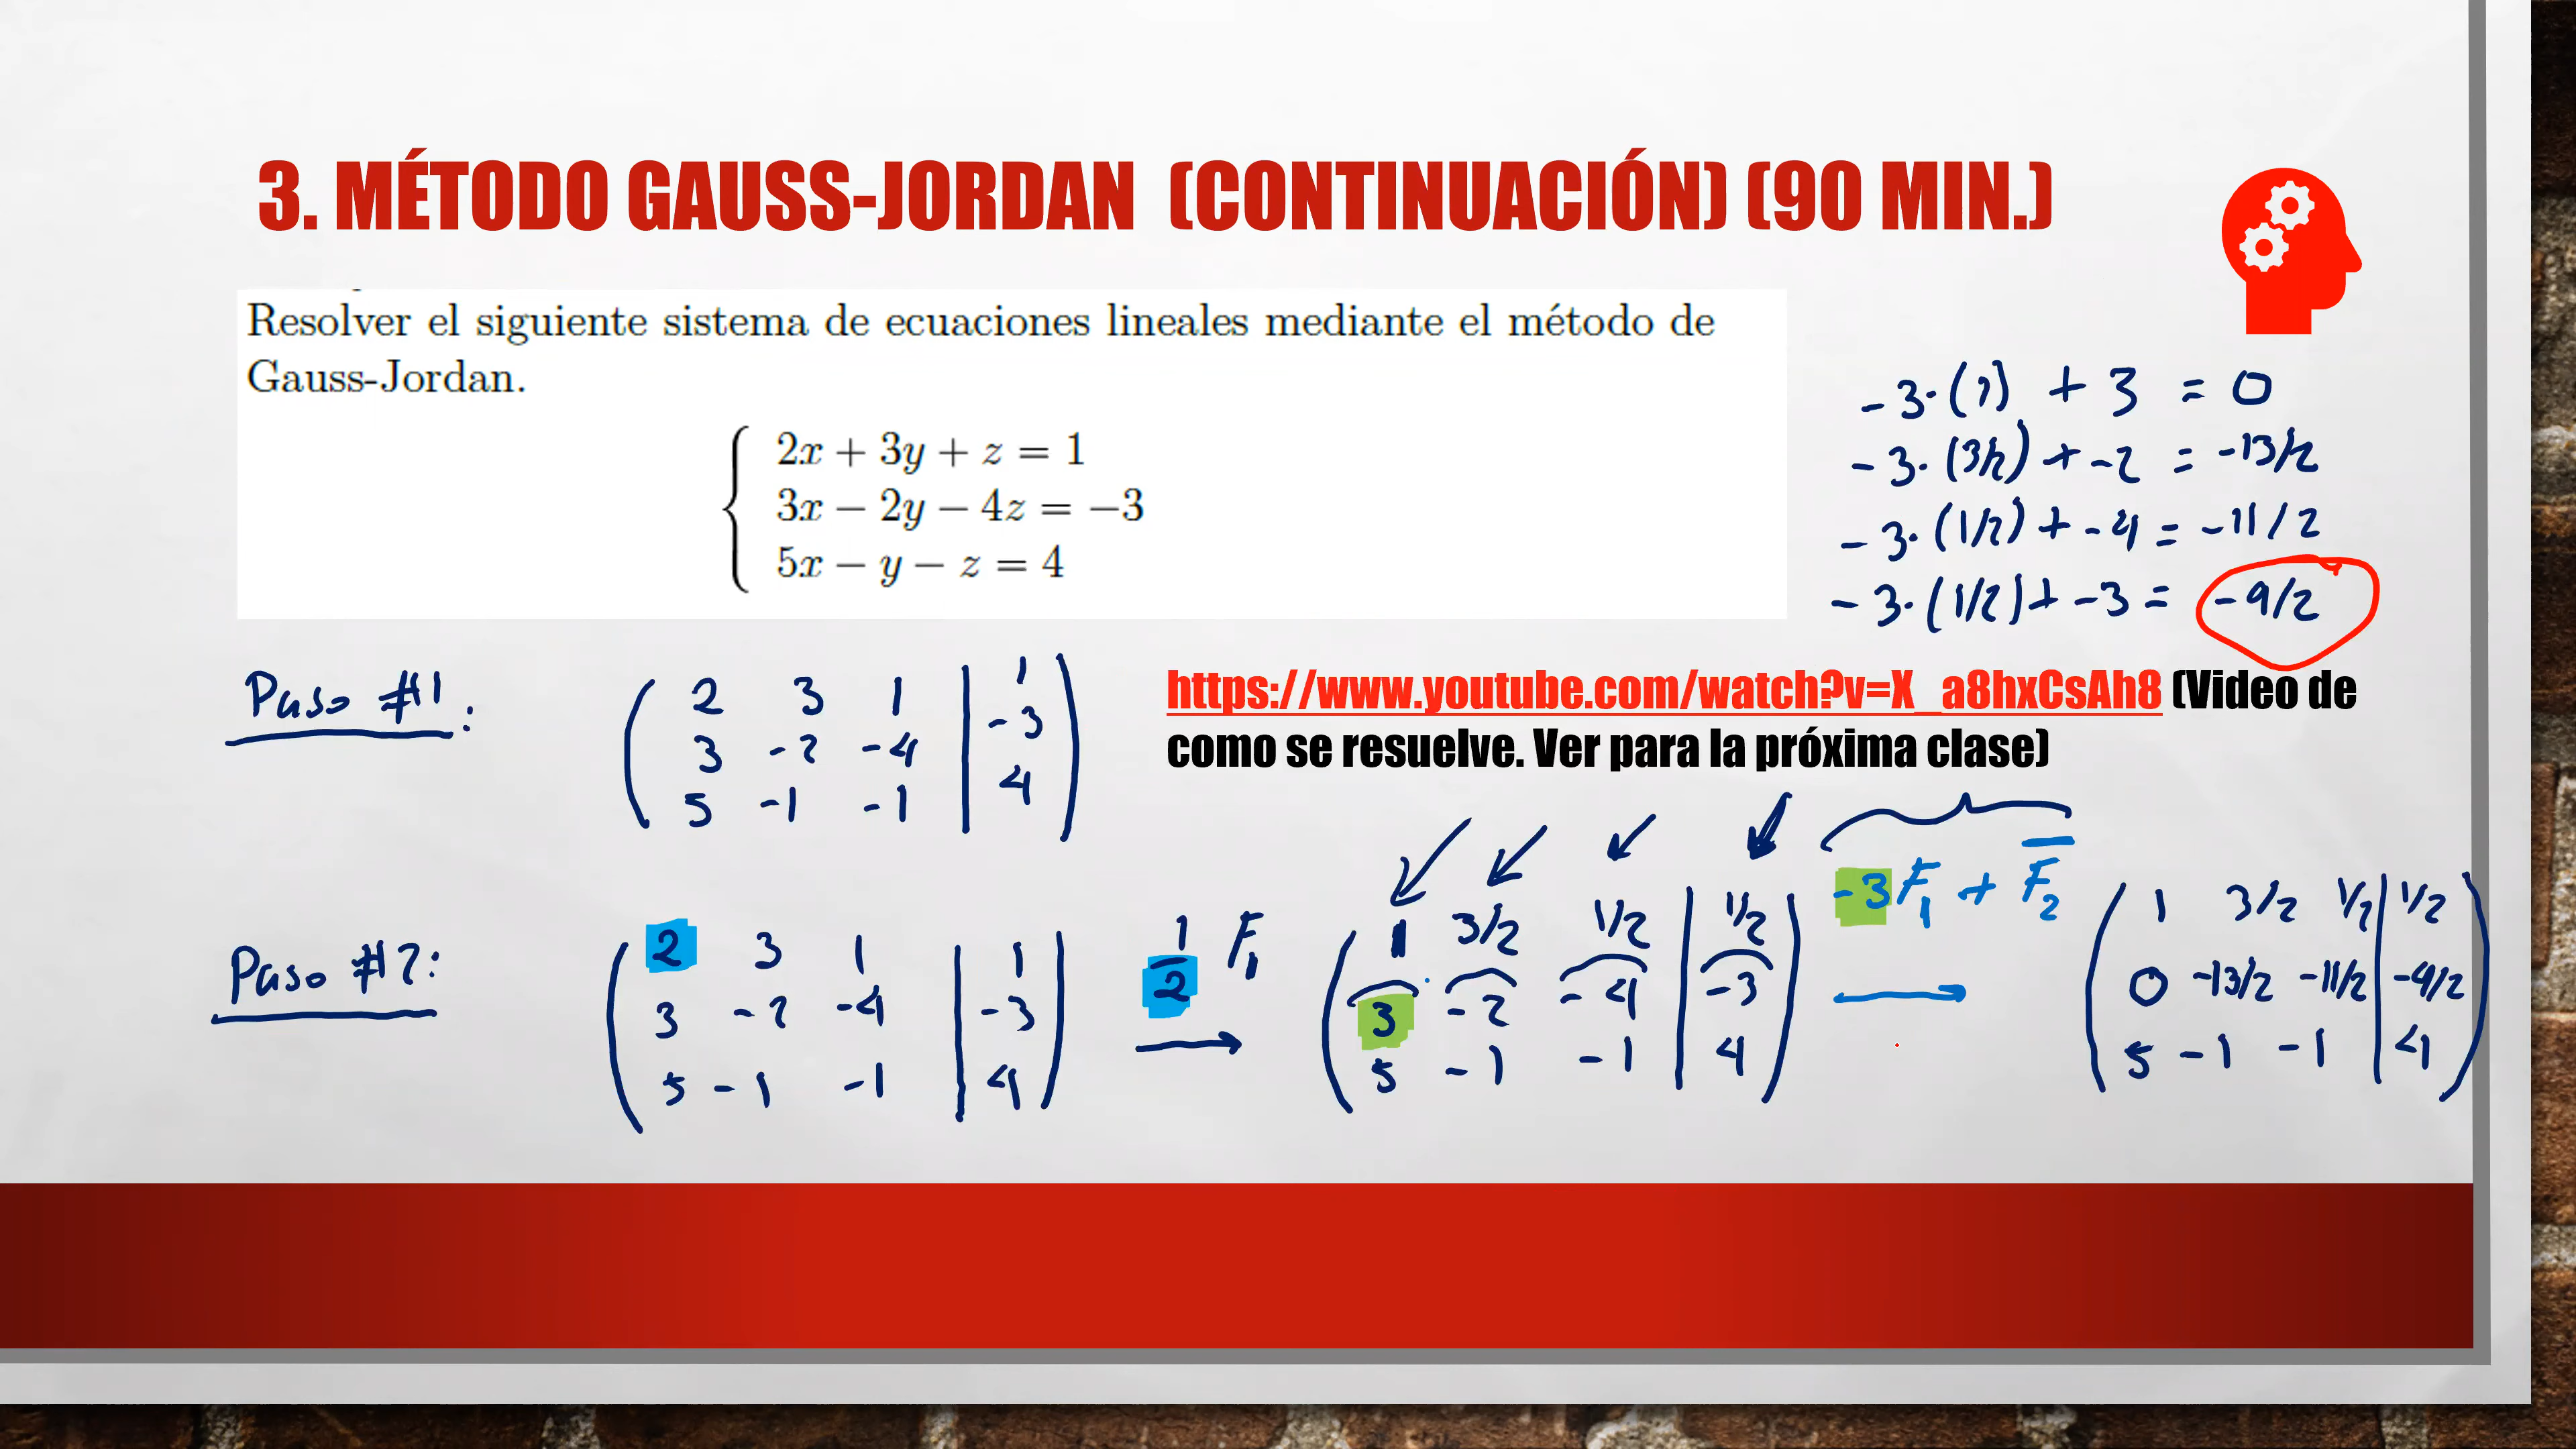 3. MÉTODO GAUSS-JORDAN (CONTINUACIÓN) (90 MIN.)
Resolver el siguiente sistema de ecuaciones lineales mediante el método de
Gauss-Jordan.
2x + 3y + z = 1
3x − 2y − 4z = −3
5x − y − z = 4
-3·(1) + 3 = 0
-3·(3/2) + -2 = -13/2
-3·(1/2) + -4 = -11/2
-3·(1/2) + -3 = -9/2
Paso #1:
2 3 1 | 1
3 -2 -4 | -3
5 -1 -1 | 4
https://www.youtube.com/watch?v=X_a8hxCsAh8 (Video de
como se resuelve. Ver para la próxima clase)
Paso #2:
2 3 1 | 1
3 -2 -4 | -3
5 -1 -1 | 4
1/2 F1
1 3/2 1/2 | 1/2
3 -2 -4 | -3
5 -1 -1 | 4
-3F1 + F2
1 3/2 1/2 | 1/2
0 -13/2 -11/2 | -9/2
5 -1 -1 | 4